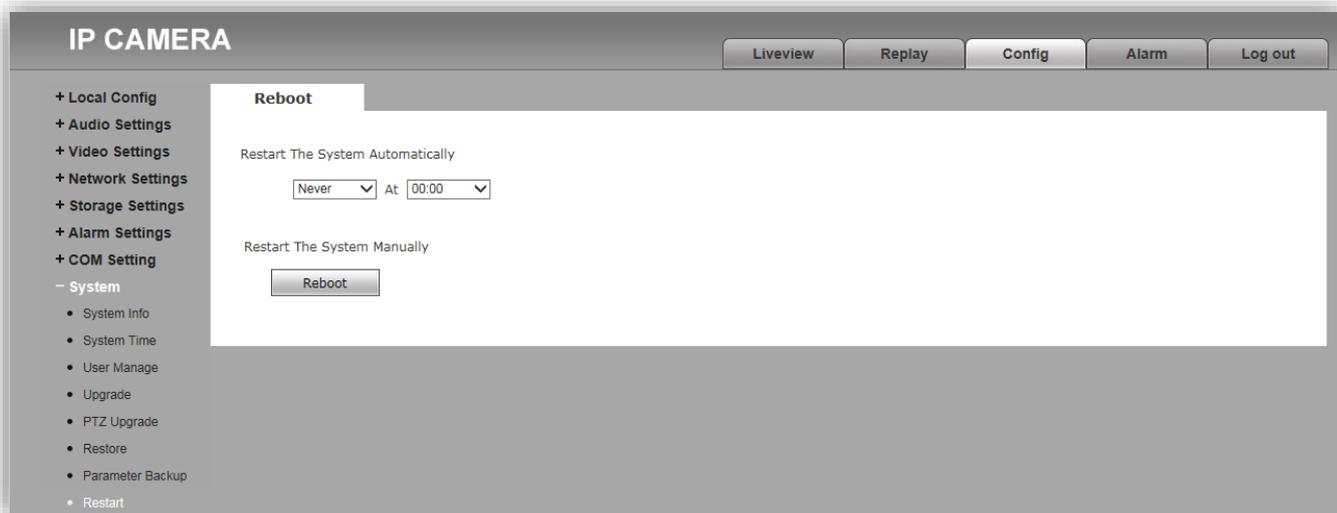 IP CAMERA
Liveview Replay Config Alarm Log out
+ Local Config
+ Audio Settings
+ Video Settings
+ Network Settings
+ Storage Settings
+ Alarm Settings
+ COM Setting
− System
• System Info
• System Time
• User Manage
• Upgrade
• PTZ Upgrade
• Restore
• Parameter Backup
• Restart
Reboot
Restart The System Automatically
Never At 00:00
Restart The System Manually
Reboot